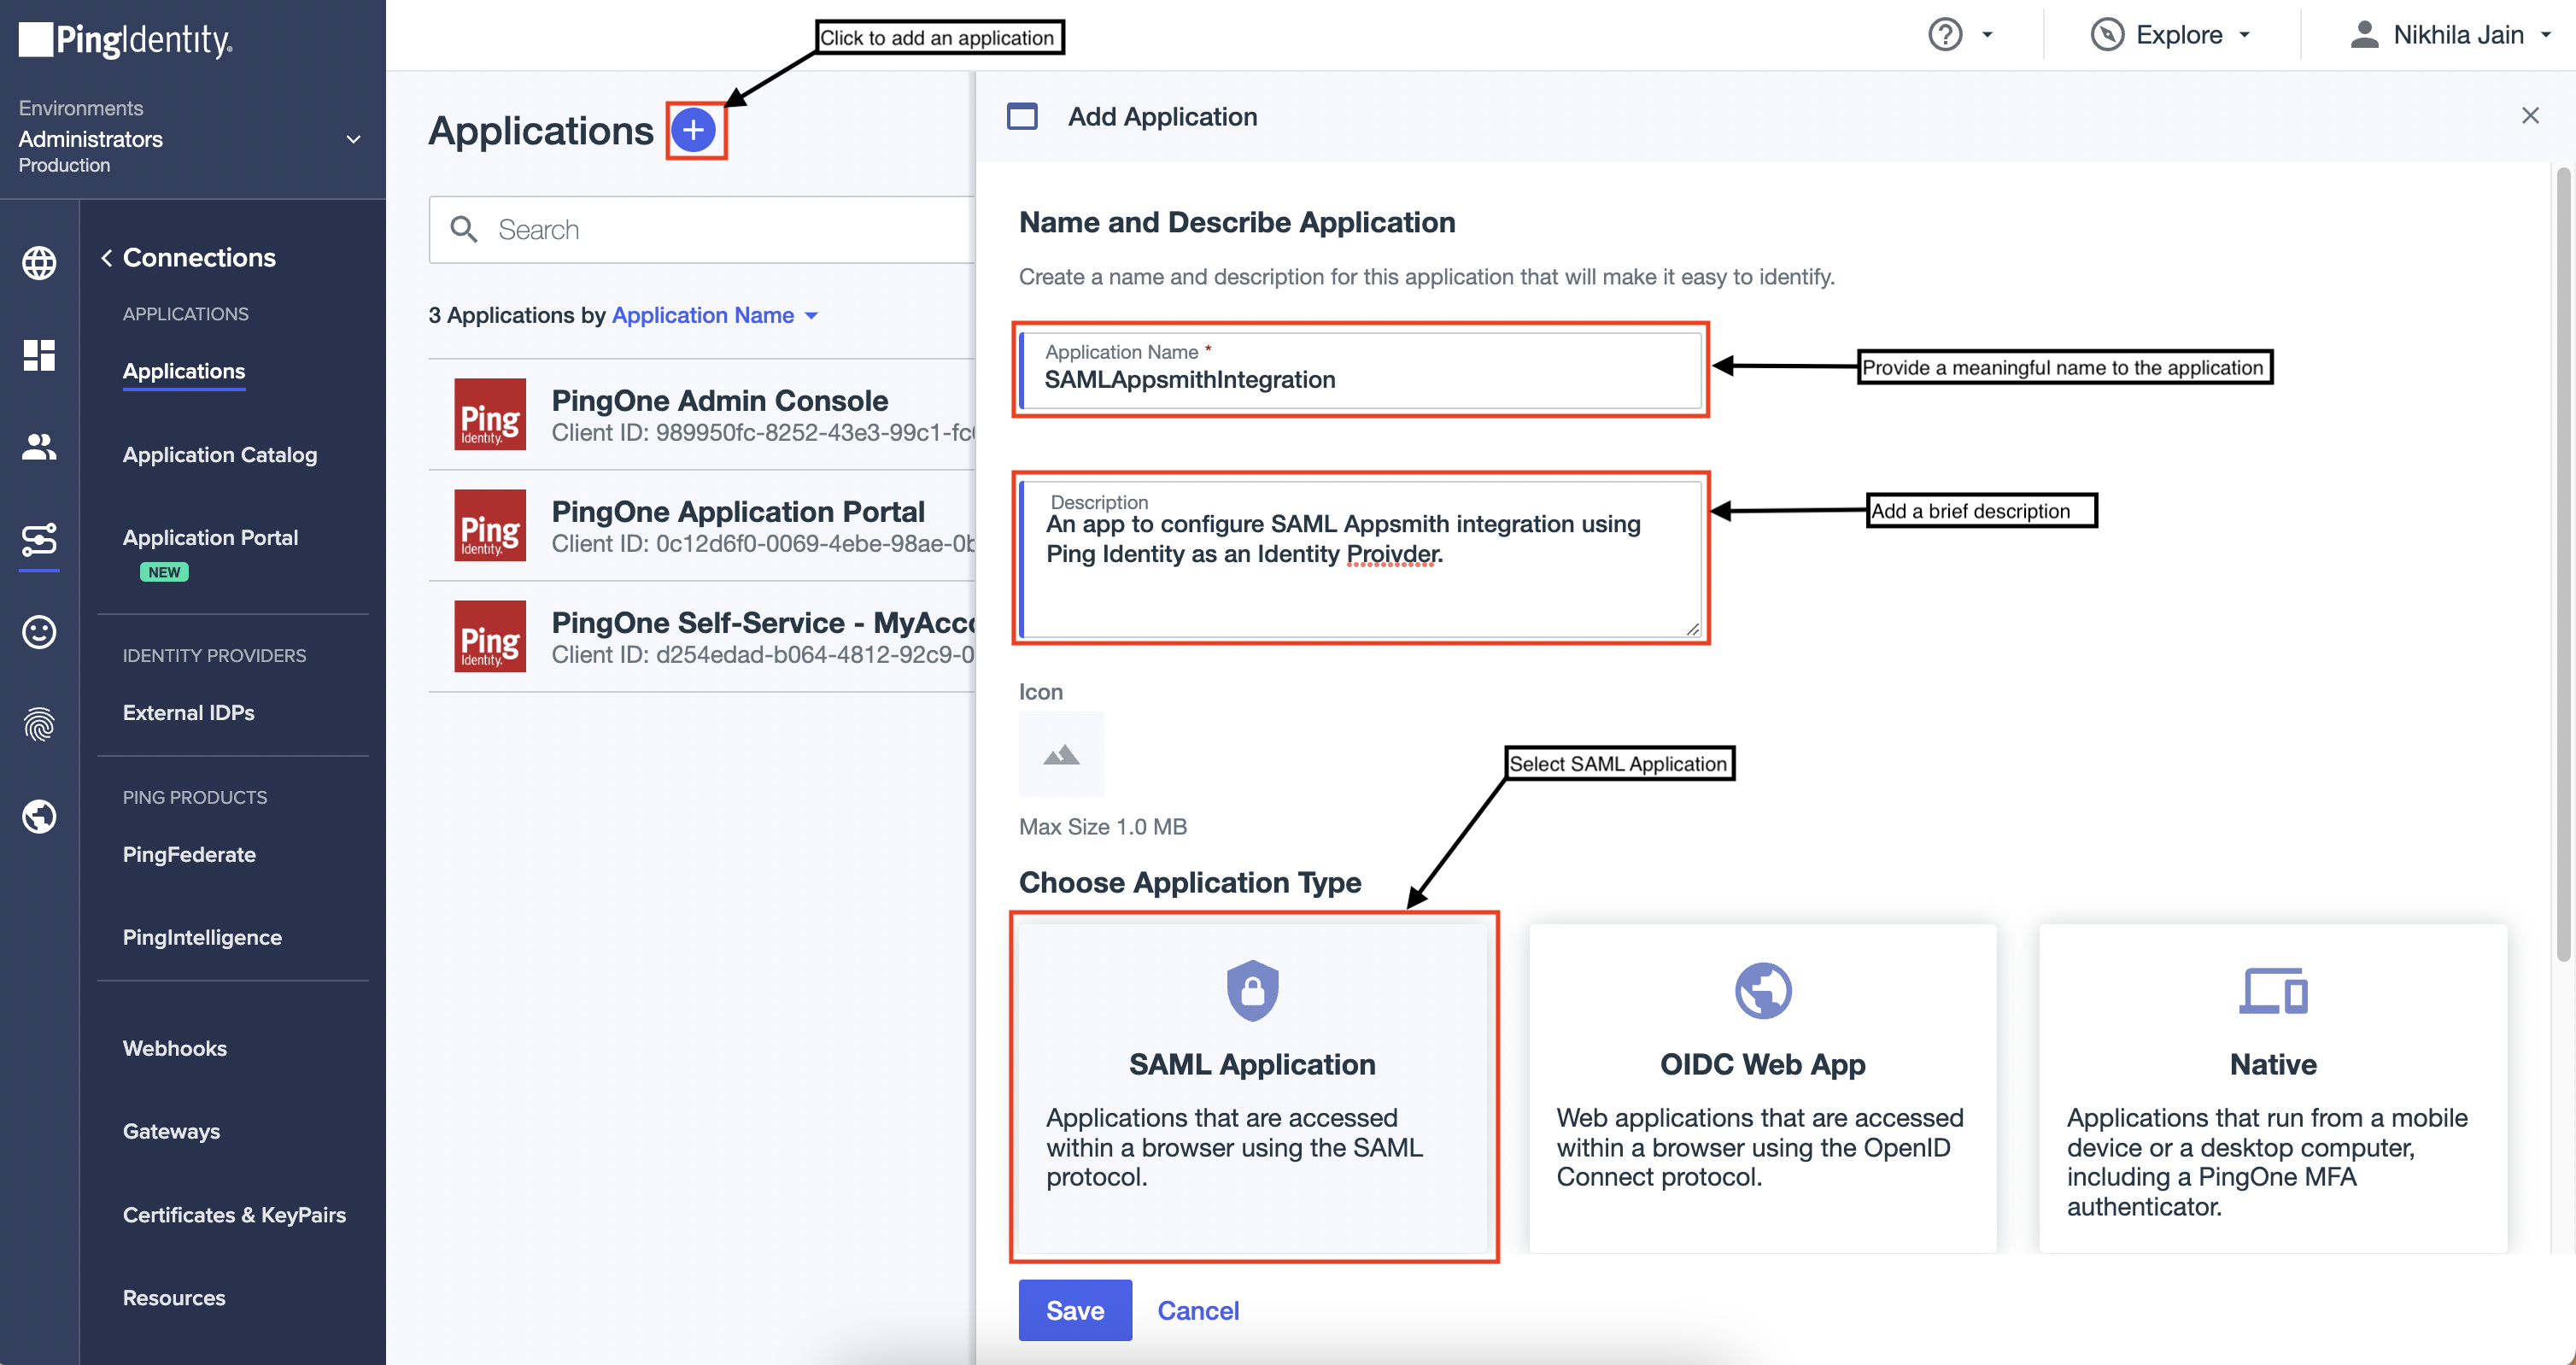 PingIdentity.
Environments
Administrators
Production
Connections
APPLICATIONS
Applications
Application Catalog
Application Portal
NEW
IDENTITY PROVIDERS
External IDPs
PING PRODUCTS
PingFederate
PingIntelligence
Webhooks
Gateways
Certificates & KeyPairs
Resources
Click to add an application
Explore
Nikhila Jain
Applications
Search
3 Applications by Application Name
Ping
Identity.
PingOne Admin Console
Client ID: 989950fc-8252-43e3-99c1-fc
Ping
Identity.
PingOne Application Portal
Client ID: 0c12d6f0-0069-4ebe-98ae-0b
Ping
Identity.
PingOne Self-Service - MyAcco
Client ID: d254edad-b064-4812-92c9-0
Add Application
Name and Describe Application
Create a name and description for this application that will make it easy to identify.
Application Name *
SAMLAppsmithIntegration
Provide a meaningful name to the application
Description
An app to configure SAML Appsmith integration using
Ping Identity as an Identity Proivder.
Add a brief description
Icon
Max Size 1.0 MB
Select SAML Application
Choose Application Type
SAML Application
Applications that are accessed
within a browser using the SAML
protocol.
OIDC Web App
Web applications that are accessed
within a browser using the OpenID
Connect protocol.
Native
Applications that run from a mobile
device or a desktop computer,
including a PingOne MFA
authenticator.
Save
Cancel